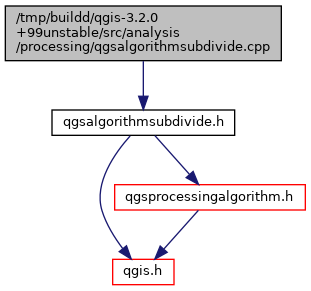 /tmp/buildd/qgis-3.2.0
+99unstable/src/analysis
/processing/qgsalgorithmsubdivide.cpp
qgsalgorithmsubdivide.h
qgsprocessingalgorithm.h
qgis.h